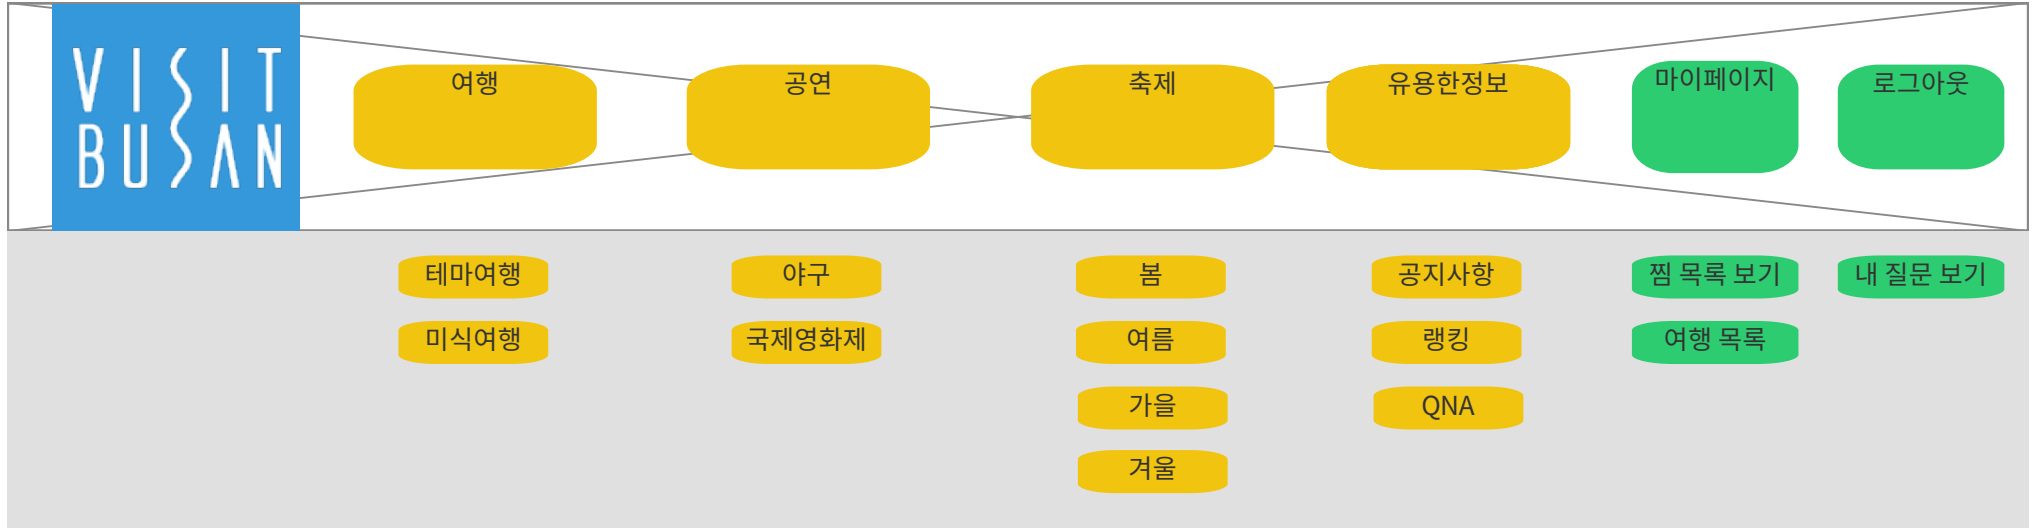 VISIT
BUSAN
여행
공연
축제
유용한정보
마이페이지
로그아웃
테마여행
야구
봄
공지사항
찜 목록 보기
내 질문 보기
미식여행
국제영화제
여름
랭킹
여행 목록
가을
QNA
겨울